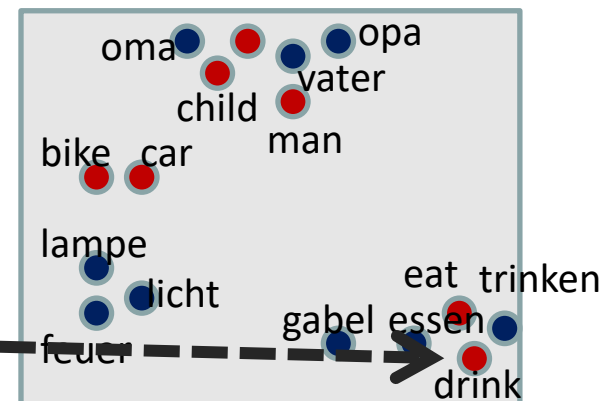 oma opa
vater
child
man
bike car
lampe
licht
eat trinken
gabel essen
feuer
drink